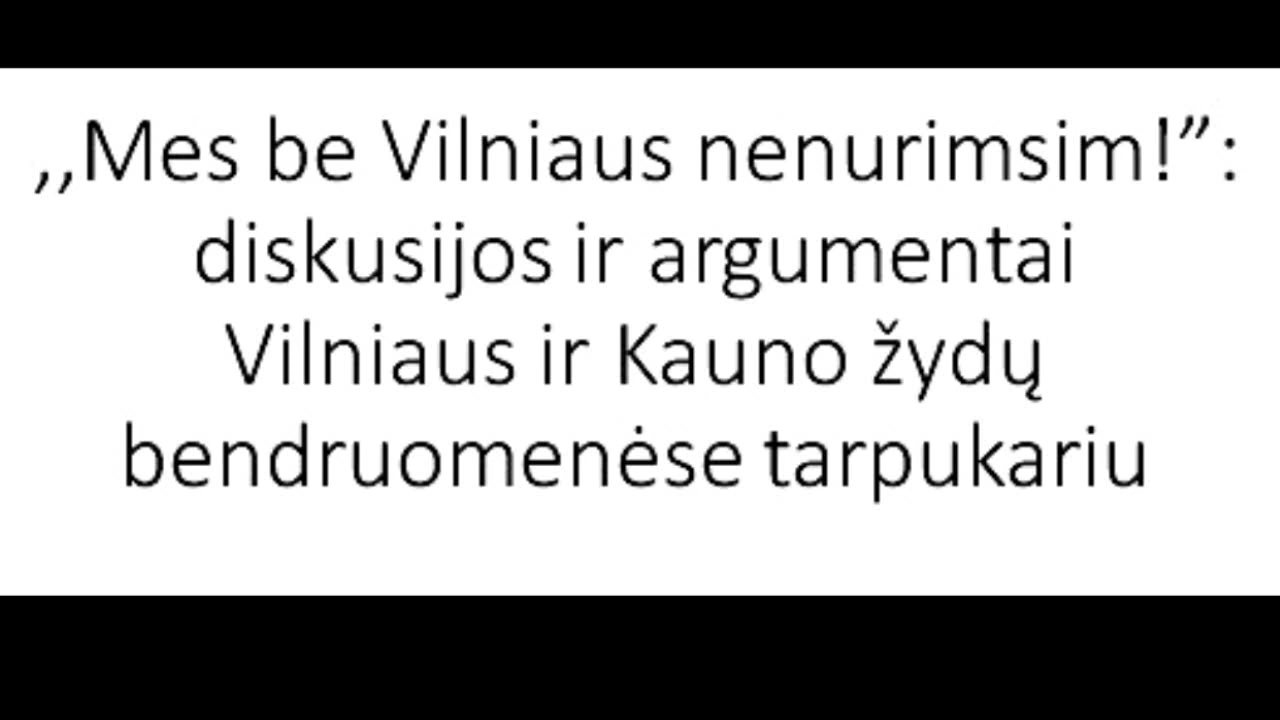 ,,Mes be Vilniaus nenurimsim!”:
diskusijos ir argumentai
Vilniaus ir Kauno žydų
bendruomenėse tarpukariu